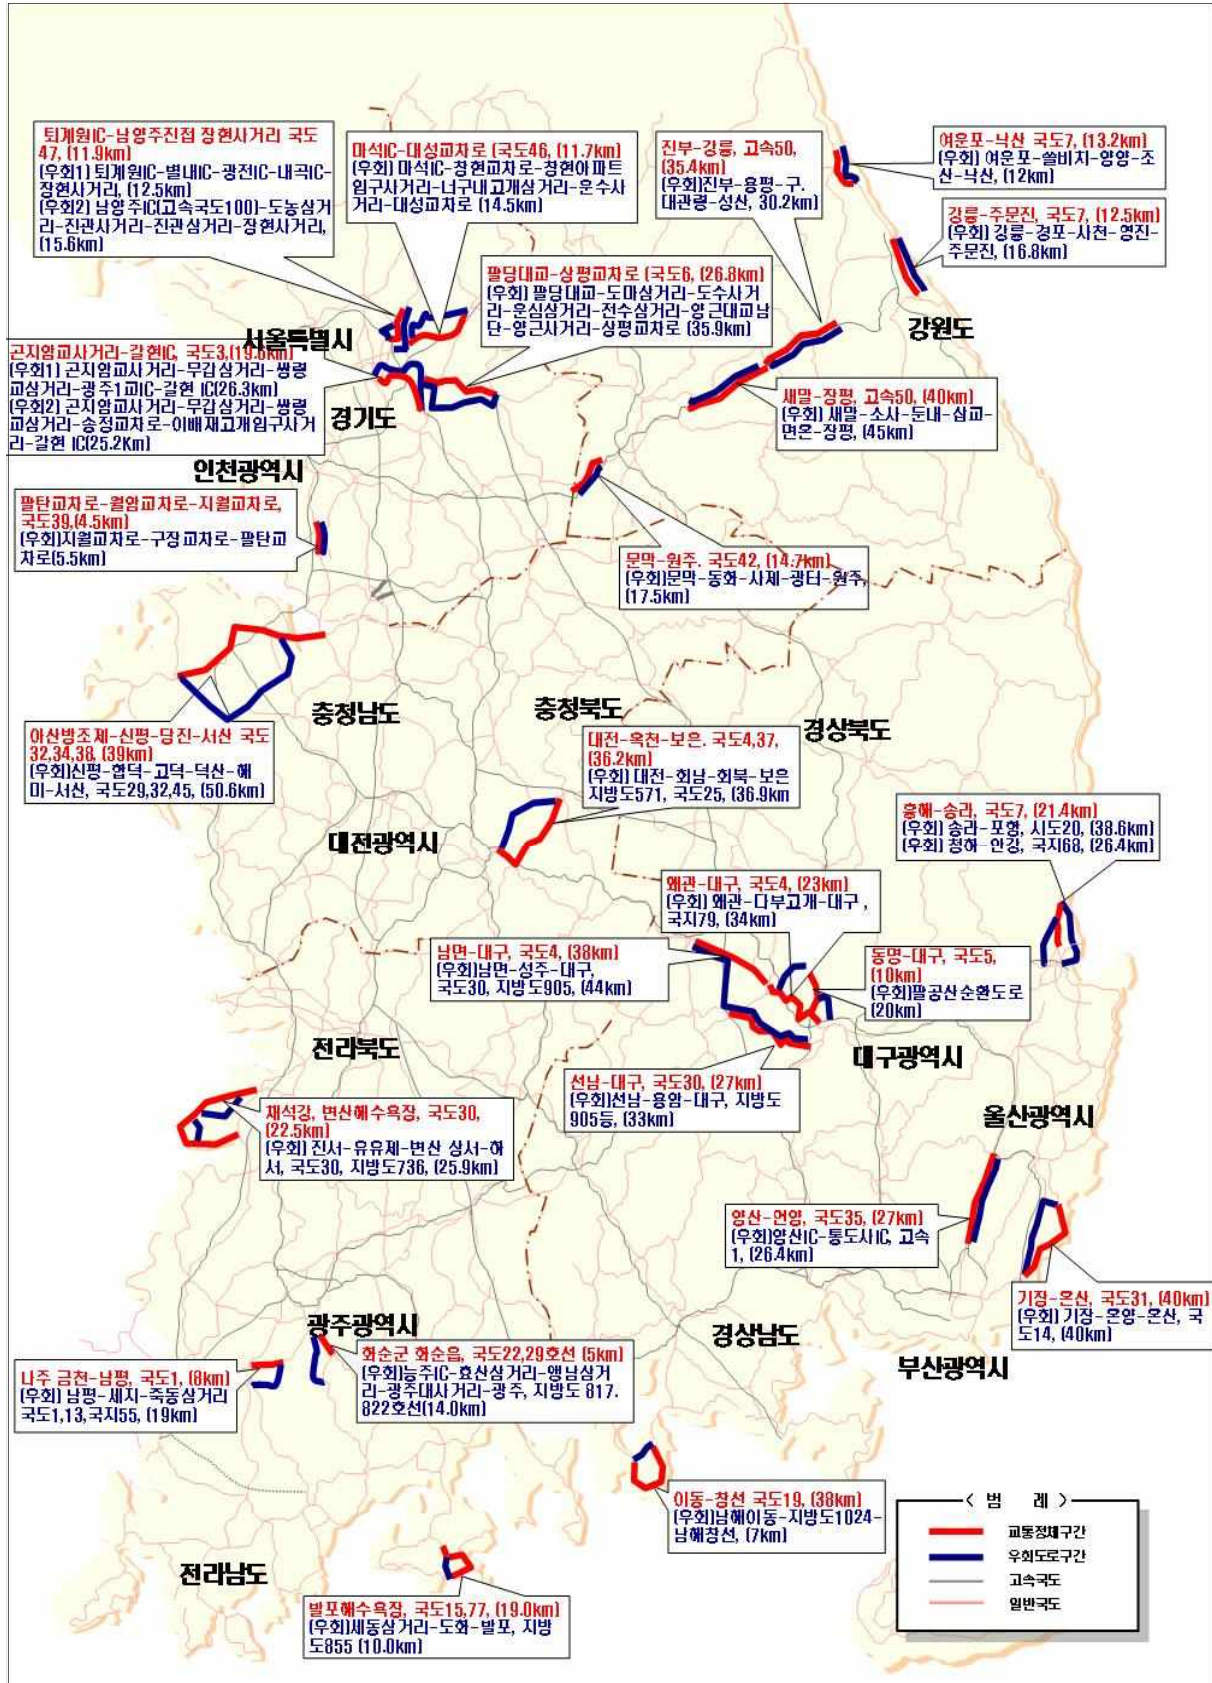 퇴계원IC-남양주진접 장현사거리 국도
47, (11.9km)
(우회1) 퇴계원IC-별내IC-광전IC-내곡IC-
장현사거리, (12.5km)
(우회2) 남양주IC(고속국도100)-도농삼거
리-진관사거리-진관삼거리-장현사거리,
(15.6km)
마석IC-대성교차로 (국도46, (11.7km)
(우회) 마석IC-창현교차로-창현아파트
입구사거리-너구내고개삼거리-운수사
거리-대성교차로 (14.5km)
진부-강릉, 고속50,
(35.4km)
(우회)진부-용평-구.
대관령-성산, 30.2km)
여운포-낙산 국도7, (13.2km)
(우회) 여운포-쏠비치-양양-조
산-낙산, (12km)
강릉-주문진, 국도7, (12.5km)
(우회) 강릉-경포-사천-영진-
주문진, (16.8km)
팔당대교-상평교차로 (국도6, (26.8km)
(우회) 팔당대교-도마삼거리-도수사거
리-운심삼거리-전수삼거리-양근대교남
단-양근사거리-상평교차로 (35.9km)
서울특별시
강원도
곤지암교사거리-갈현IC, 국도3,(19.6km)
(우회1) 곤지암교사거리-무갑삼거리-쌍령
교삼거리-광주1교IC-갈현 IC(26.3km)
(우회2) 곤지암교사거리-무갑삼거리-쌍령
교삼거리-송정교차로-이배재고개입구사거
리-갈현 IC(25.2Km)
경기도
새말-장평, 고속50, (40km)
(우회) 새말-소사-둔내-삽교-
면온-장평, (45km)
인천광역시
팔탄교차로-월암교차로-지월교차로,
국도39,(4.5km)
(우회)지월교차로-구장교차로-팔탄교
차로(5.5km)
문막-원주. 국도42, (14.7km)
(우회)문막-동화-사제-광터-원주,
(17.5km)
충청남도
충청북도
경상북도
아산방조제-신평-당진-서산 국도
32,34,38, (39km)
(우회)신평-합덕-고덕-덕산-해
미-서산, 국도29,32,45, (50.6km)
대전-옥천-보은. 국도4,37,
(36.2km)
(우회) 대전-회남-회북-보은
지방도571, 국도25, (36.9km
대전광역시
흥해-송라, 국도7, (21.4km)
(우회) 송라-포항, 시도20, (38.6km)
(우회) 청하-안강, 국지68, (26.4km)
왜관-대구, 국도4, (23km)
(우회) 왜관-다부고개-대구 ,
국지79, (34km)
남면-대구, 국도4, (38km)
(우회)남면-성주-대구,
국도30, 지방도905, (44km)
동명-대구, 국도5,
(10km)
(우회)팔공산순환도로
(20km)
전라북도
대구광역시
선남-대구, 국도30, (27km)
(우회)선남-용암-대구, 지방도
905등, (33km)
채석강, 변산해수욕장, 국도30,
(22.5km)
(우회) 진서-유유제-변산 상서-하
서, 국도30, 지방도736, (25.9km)
울산광역시
양산-언양, 국도35, (27km)
(우회)양산IC-통도사IC, 고속
1, (26.4km)
기장-온산, 국도31, (40km)
(우회) 기장-온양-온산, 국
도14, (40km)
광주광역시
경상남도
부산광역시
화순군 화순읍, 국도22,29호선 (5km)
(우회)능주IC-효산삼거리-앵남삼거
리-광주대사거리-광주, 지방도 817.
822호선(14.0km)
나주 금천-남평, 국도1, (8km)
(우회) 남평-세지-죽동삼거리
국도1,13,국지55, (19km)
이동-창선 국도19, (38km)
(우회)남해이동-지방도1024-
남해창선, (7km)
전라남도
발포해수욕장, 국도15,77, (19.0km)
(우회)세동삼거리-도화-발포, 지방
도855 (10.0km)
< 범 례 >
교통정체구간
우회도로구간
고속국도
일반국도